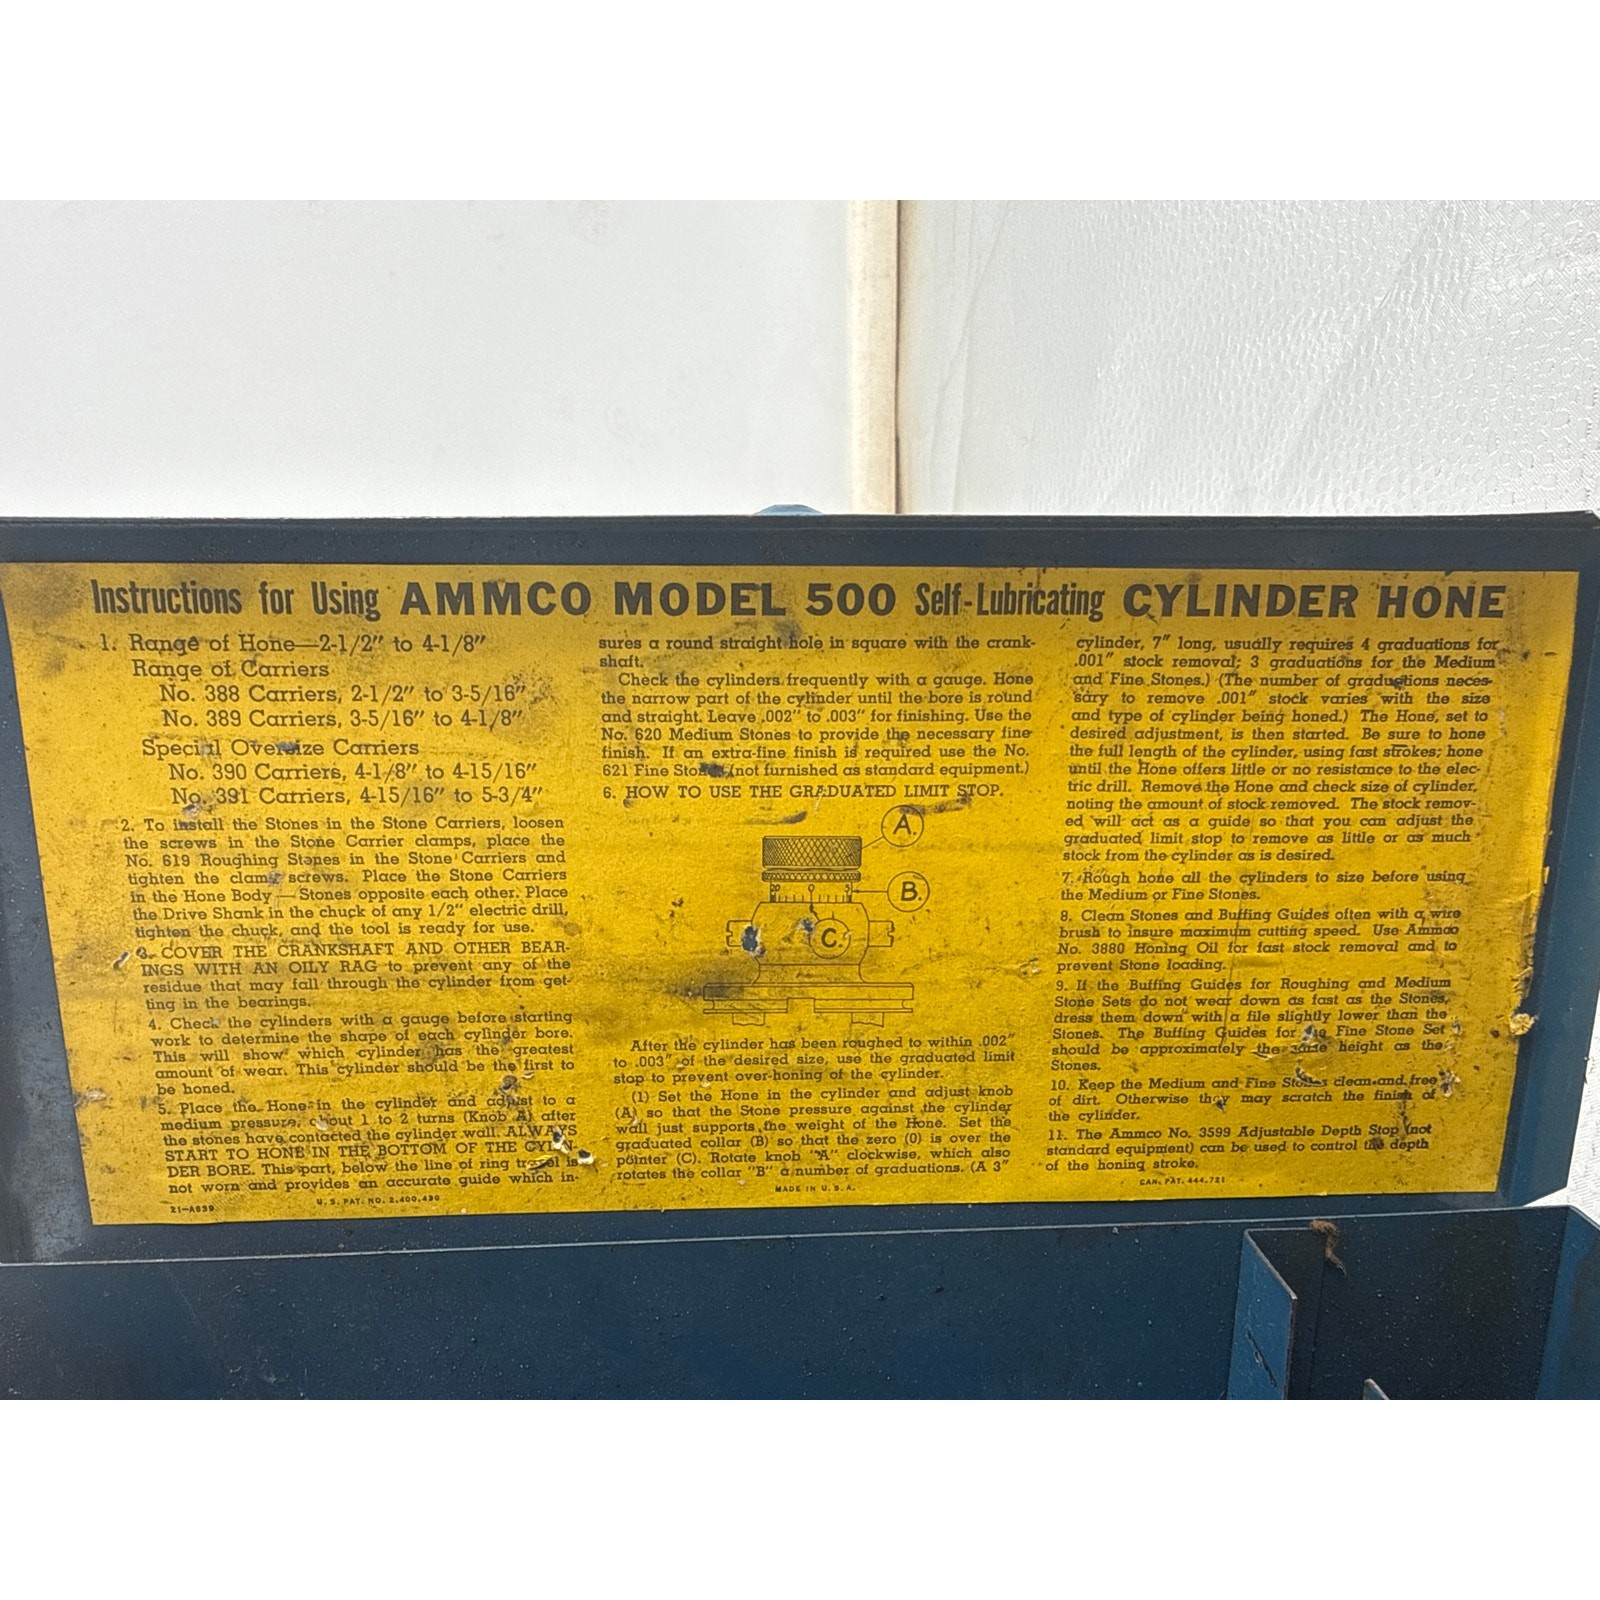 Instructions for Using AMMCO MODEL 500 Self-Lubricating CYLINDER HONE
1. Range of Hone—2-1/2" to 4-1/8"
Range of Carriers
No. 388 Carriers, 2-1/2" to 3-5/16"
No. 389 Carriers, 3-5/16" to 4-1/8"
Special Oversize Carriers
No. 390 Carriers, 4-1/8" to 4-15/16"
No. 391 Carriers, 4-15/16" to 5-3/4"
2. To install the Stones in the Stone Carriers, loosen
the screws in the Stone Carrier clamps, place the
No. 619 Roughing Stones in the Stone Carriers and
tighten the clamp screws. Place the Stone Carriers
in the Hone Body — Stones opposite each other. Place
the Drive Shank in the chuck of any 1/2" electric drill,
tighten the chuck, and the tool is ready for use.
3. COVER THE CRANKSHAFT AND OTHER BEAR-
INGS WITH AN OILY RAG to prevent any of the
residue that may fall through the cylinder from get-
ting in the bearings.
4. Check the cylinders with a gauge before starting
work to determine the shape of each cylinder bore.
This will show which cylinder has the greatest
amount of wear. This cylinder should be the first to
be honed.
5. Place the Hone in the cylinder and adjust to a
medium pressure, about 1 to 2 turns (Knob A) after
the stones have contacted the cylinder wall. ALWAYS
START TO HONE IN THE BOTTOM OF THE CYLIN-
DER BORE. This part, below the line of ring travel is
not worn and provides an accurate guide which in-
21-A639
U. S. PAT. NO. 2,400,430
sures a round straight hole in square with the crank-
shaft.
Check the cylinders frequently with a gauge. Hone
the narrow part of the cylinder until the bore is round
and straight. Leave .002" to .003" for finishing. Use the
No. 620 Medium Stones to provide the necessary fine
finish. If an extra-fine finish is required use the No.
621 Fine Stones (not furnished as standard equipment.)
6. HOW TO USE THE GRADUATED LIMIT STOP.
A.
20 0 5
B.
C.
After the cylinder has been roughed to within .002"
to .003" of the desired size, use the graduated limit
stop to prevent over-honing of the cylinder.
(1) Set the Hone in the cylinder and adjust knob
(A) so that the Stone pressure against the cylinder
wall just supports the weight of the Hone. Set the
graduated collar (B) so that the zero (0) is over the
pointer (C). Rotate knob "A" clockwise, which also
rotates the collar "B" a number of graduations. (A 3"
MADE IN U. S. A.
cylinder, 7" long, usually requires 4 graduations for
.001" stock removal; 3 graduations for the Medium
and Fine Stones.) (The number of graduations neces-
sary to remove .001" stock varies with the size
and type of cylinder being honed.) The Hone, set to
desired adjustment, is then started. Be sure to hone
the full length of the cylinder, using fast strokes; hone
until the Hone offers little or no resistance to the elec-
tric drill. Remove the Hone and check size of cylinder,
noting the amount of stock removed. The stock remov-
ed will act as a guide so that you can adjust the
graduated limit stop to remove as little or as much
stock from the cylinder as is desired.
7. Rough hone all the cylinders to size before using
the Medium or Fine Stones.
8. Clean Stones and Buffing Guides often with a wire
brush to insure maximum cutting speed. Use Ammco
No. 3880 Honing Oil for fast stock removal and to
prevent Stone loading.
9. If the Buffing Guides for Roughing and Medium
Stone Sets do not wear down as fast as the Stones,
dress them down with a file slightly lower than the
Stones. The Buffing Guides for the Fine Stone Set
should be approximately the same height as the
Stones.
10. Keep the Medium and Fine Stones clean and free
of dirt. Otherwise they may scratch the finish of
the cylinder.
11. The Ammco No. 3599 Adjustable Depth Stop (not
standard equipment) can be used to control the depth
of the honing stroke.
CAN. PAT. 444,721